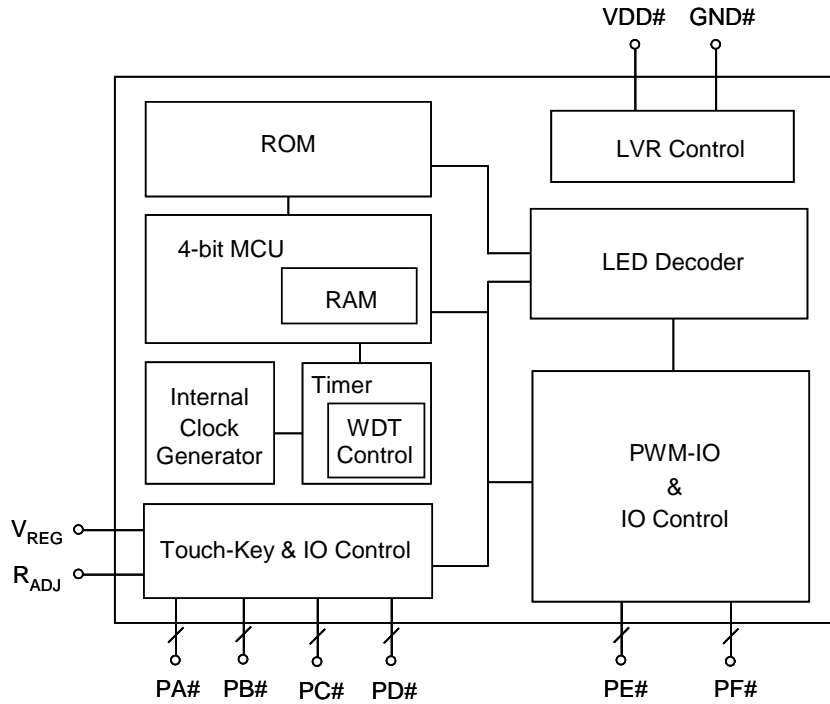 VDD# GND#
ROM
LVR Control
4-bit MCU
RAM
LED Decoder
Internal
Clock
Generator
Timer
WDT
Control
PWM-IO
&
IO Control
VREG
RADJ
Touch-Key & IO Control
PA# PB# PC# PD# PE# PF#